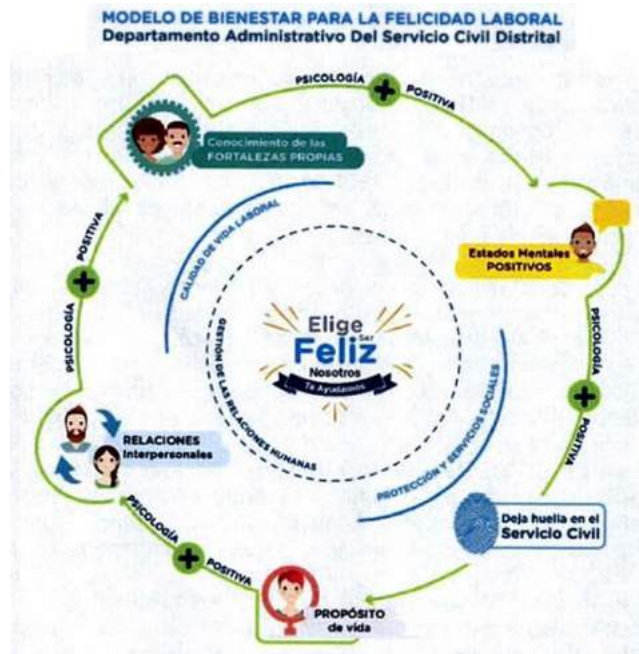 MODELO DE BIENESTAR PARA LA FELICIDAD LABORAL
Departamento Administrativo Del Servicio Civil Distrital
PSICOLOGÍA
POSITIVA
Conocimiento de las
FORTALEZAS PROPIAS
Estados Mentales
POSITIVOS
PSICOLOGÍA
POSITIVA
Deja huella en el
Servicio Civil
PROPÓSITO
de vida
PSICOLOGÍA
POSITIVA
RELACIONES
Interpersonales
PSICOLOGÍA
POSITIVA
CALIDAD DE VIDA LABORAL
GESTIÓN DE LAS RELACIONES HUMANAS
PROTECCIÓN Y SERVICIOS SOCIALES
Elige
Ser
Feliz
Nosotros
Te Ayudamos